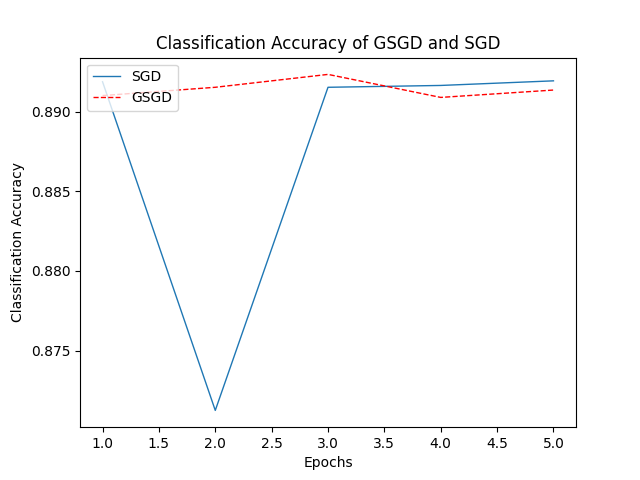 Classification Accuracy of GSGD and SGD
SGD
GSGD
0.890
0.885
0.880
0.875
Classification Accuracy
1.0 1.5 2.0 2.5 3.0 3.5 4.0 4.5 5.0
Epochs